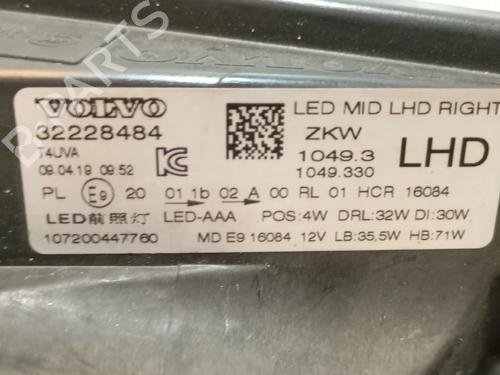 VOLVO
32228484
T4UVA
09.04.19 09:52
LED MID LHD RIGHT
ZKW
1049.3
1049.330
LHD
PL E9 20 01 1b 02 A 00 RL 01 HCR 16084
LED前照灯 LED-AAA POS:4W DRL:32W DI:30W
107200447760 MD E9 16084 12V LB:35,5W HB:71W